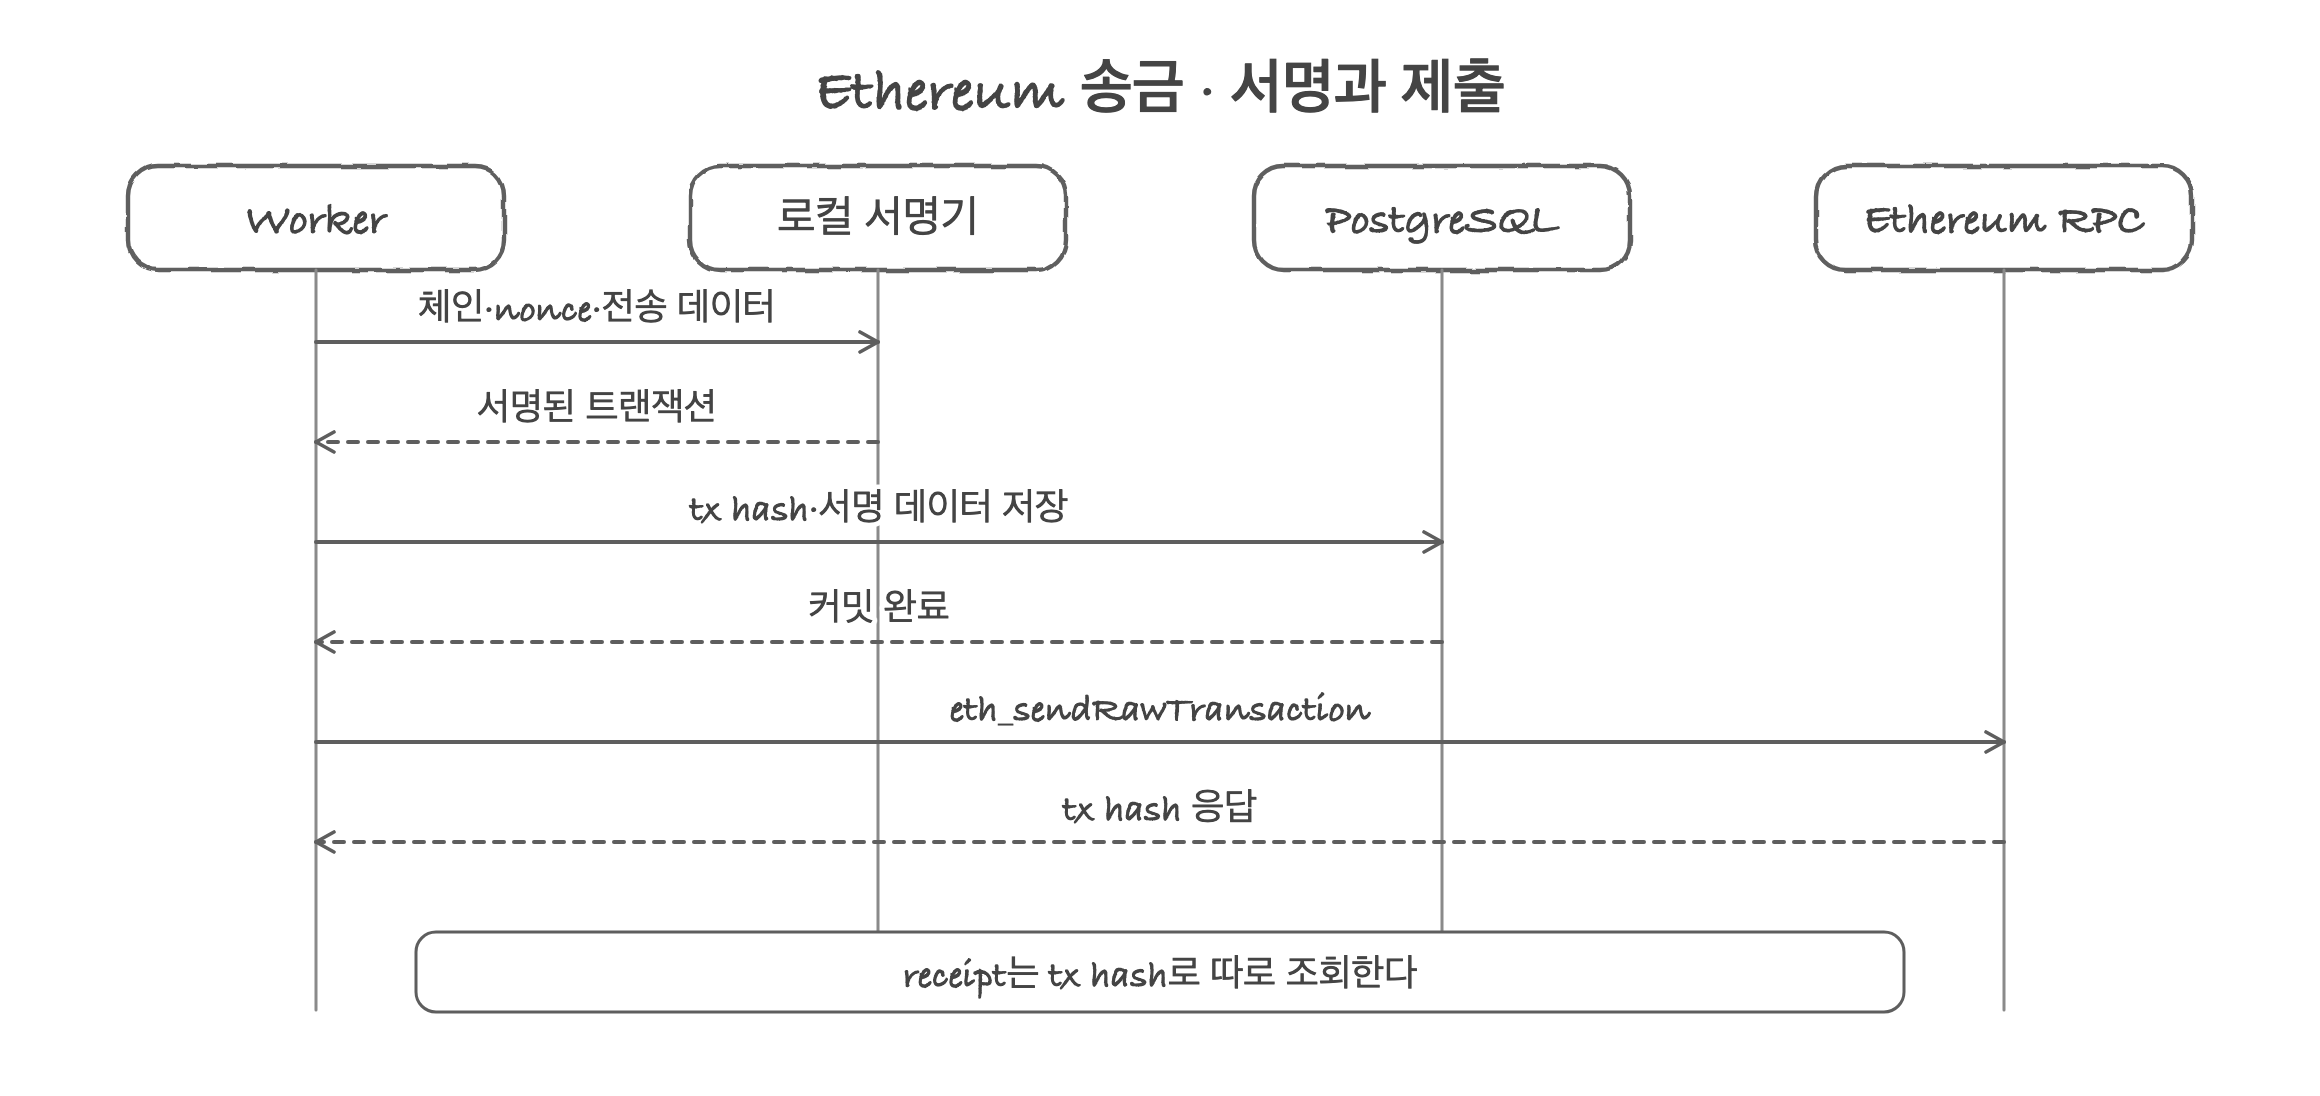 Ethereum 송금 · 서명과 제출
Worker
로컬 서명기
PostgreSQL
Ethereum RPC
체인·nonce·전송 데이터
서명된 트랜잭션
tx hash·서명 데이터 저장
커밋 완료
eth_sendRawTransaction
tx hash 응답
receipt는 tx hash로 따로 조회한다